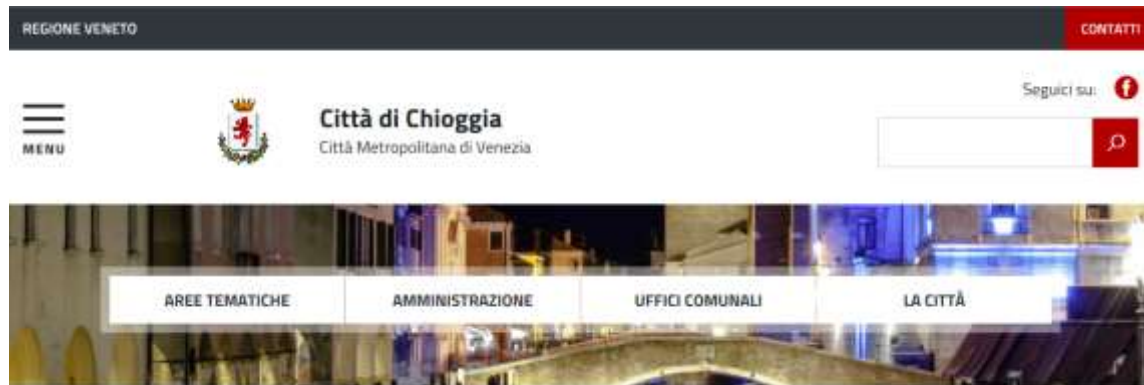 REGIONE VENETO
CONTATTI
Seguici su:
MENU
Città di Chioggia
Città Metropolitana di Venezia
AREE TEMATICHE
AMMINISTRAZIONE
UFFICI COMUNALI
LA CITTÀ